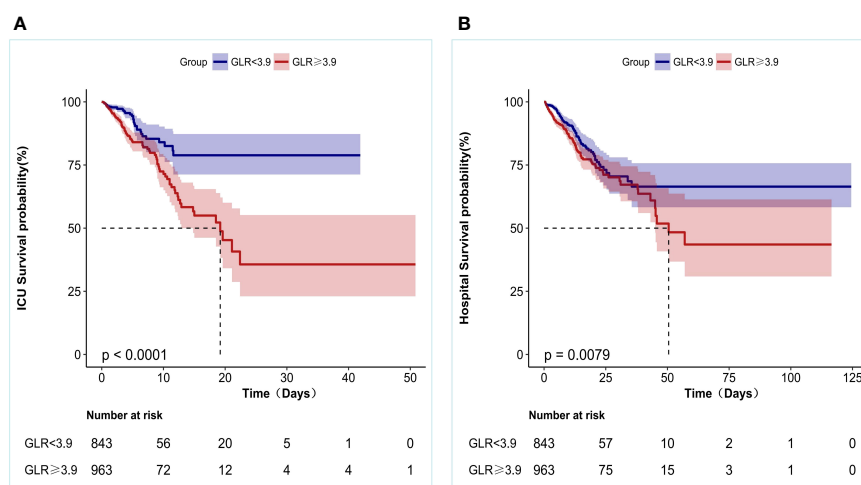 A
Group GLR<3.9 GLR≥3.9
ICU Survival probability(%)
100
75
50
25
0
p < 0.0001
0 10 20 30 40 50
Time（Days）
Number at risk
GLR<3.9 843 56 20 5 1 0
GLR≥3.9 963 72 12 4 4 1
B
Group GLR<3.9 GLR≥3.9
Hospital Survival probability(%)
100
75
50
25
0
p = 0.0079
0 25 50 75 100 125
Time（Days）
Number at risk
GLR<3.9 843 57 10 2 1 0
GLR≥3.9 963 75 15 3 1 0